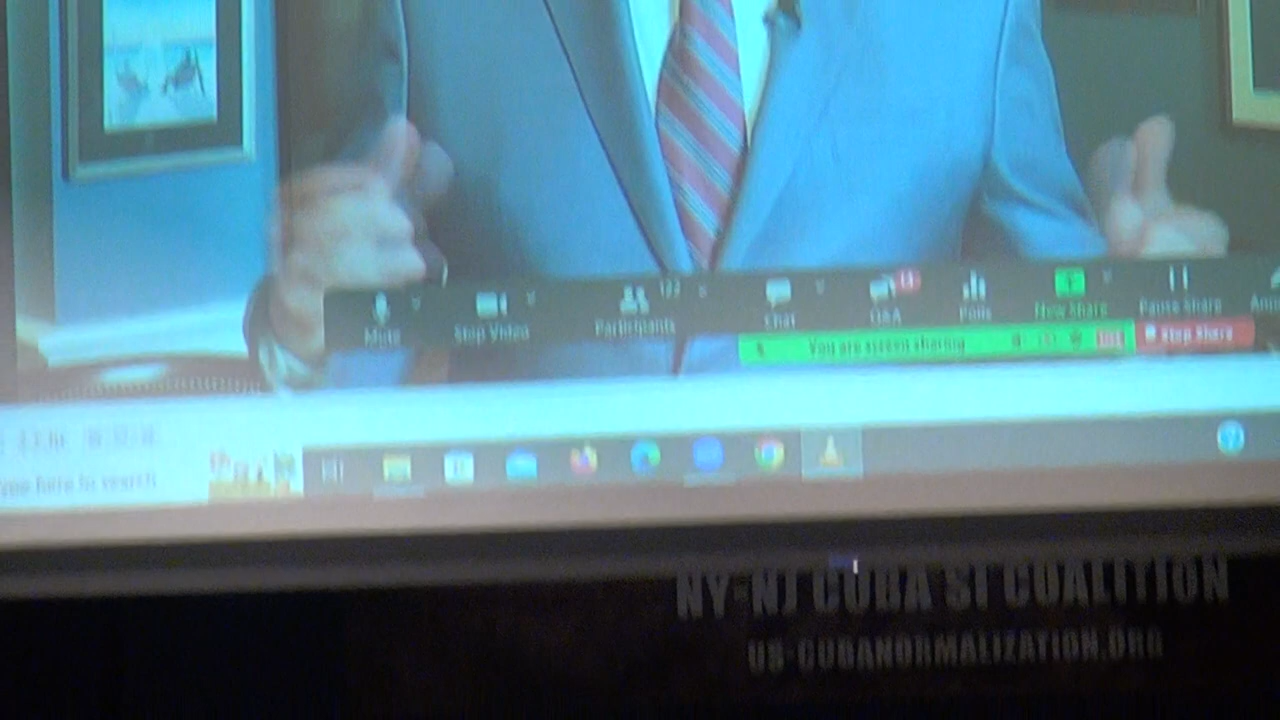 Mute
Stop Video
Participants
122
Chat
Q&A
Polls
New Share
Pause Share
You are screen sharing
Stop Share
here to search
NY-NJ CUBA SI COALITION
US-CUBANORMALIZATION.ORG